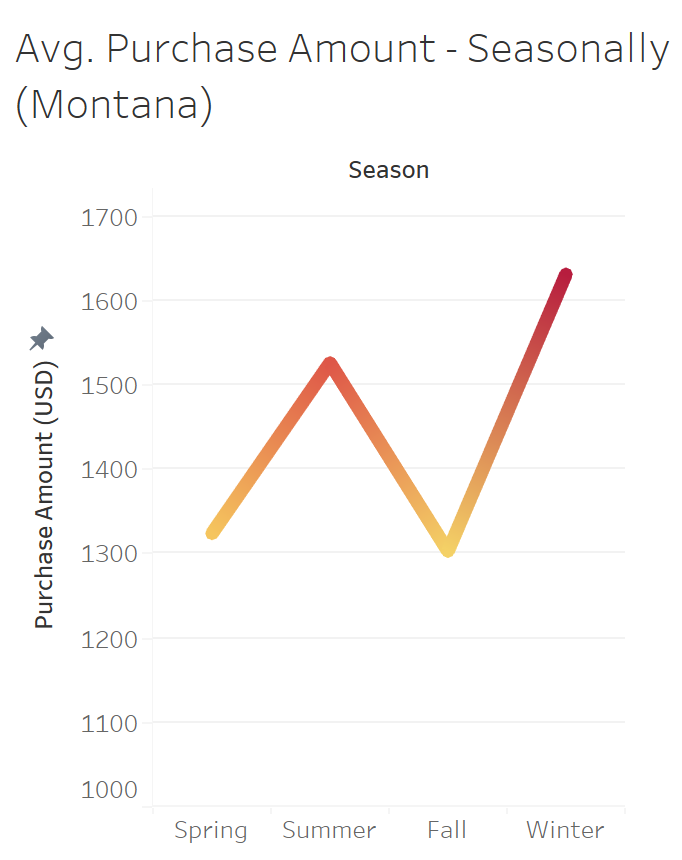 Avg. Purchase Amount - Seasonally
(Montana)
Season
1700
1600
1500
1400
1300
1200
1100
1000
Purchase Amount (USD)
Spring
Summer
Fall
Winter